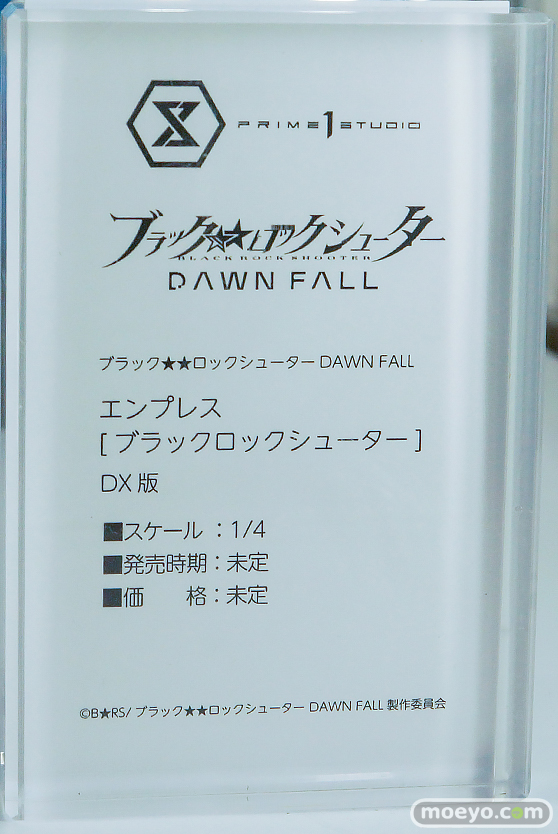 PRIME 1 STUDIO
ブラック★★ロックシューター
BLACK ROCK SHOOTER
DAWN FALL
ブラック★★ロックシューター DAWN FALL
エンプレス
[ ブラックロックシューター ]
DX 版
■スケール ：1/4
■発売時期：未定
■価　　格：未定
©B★RS/ ブラック★★ロックシューター DAWN FALL 製作委員会
moeyo.com